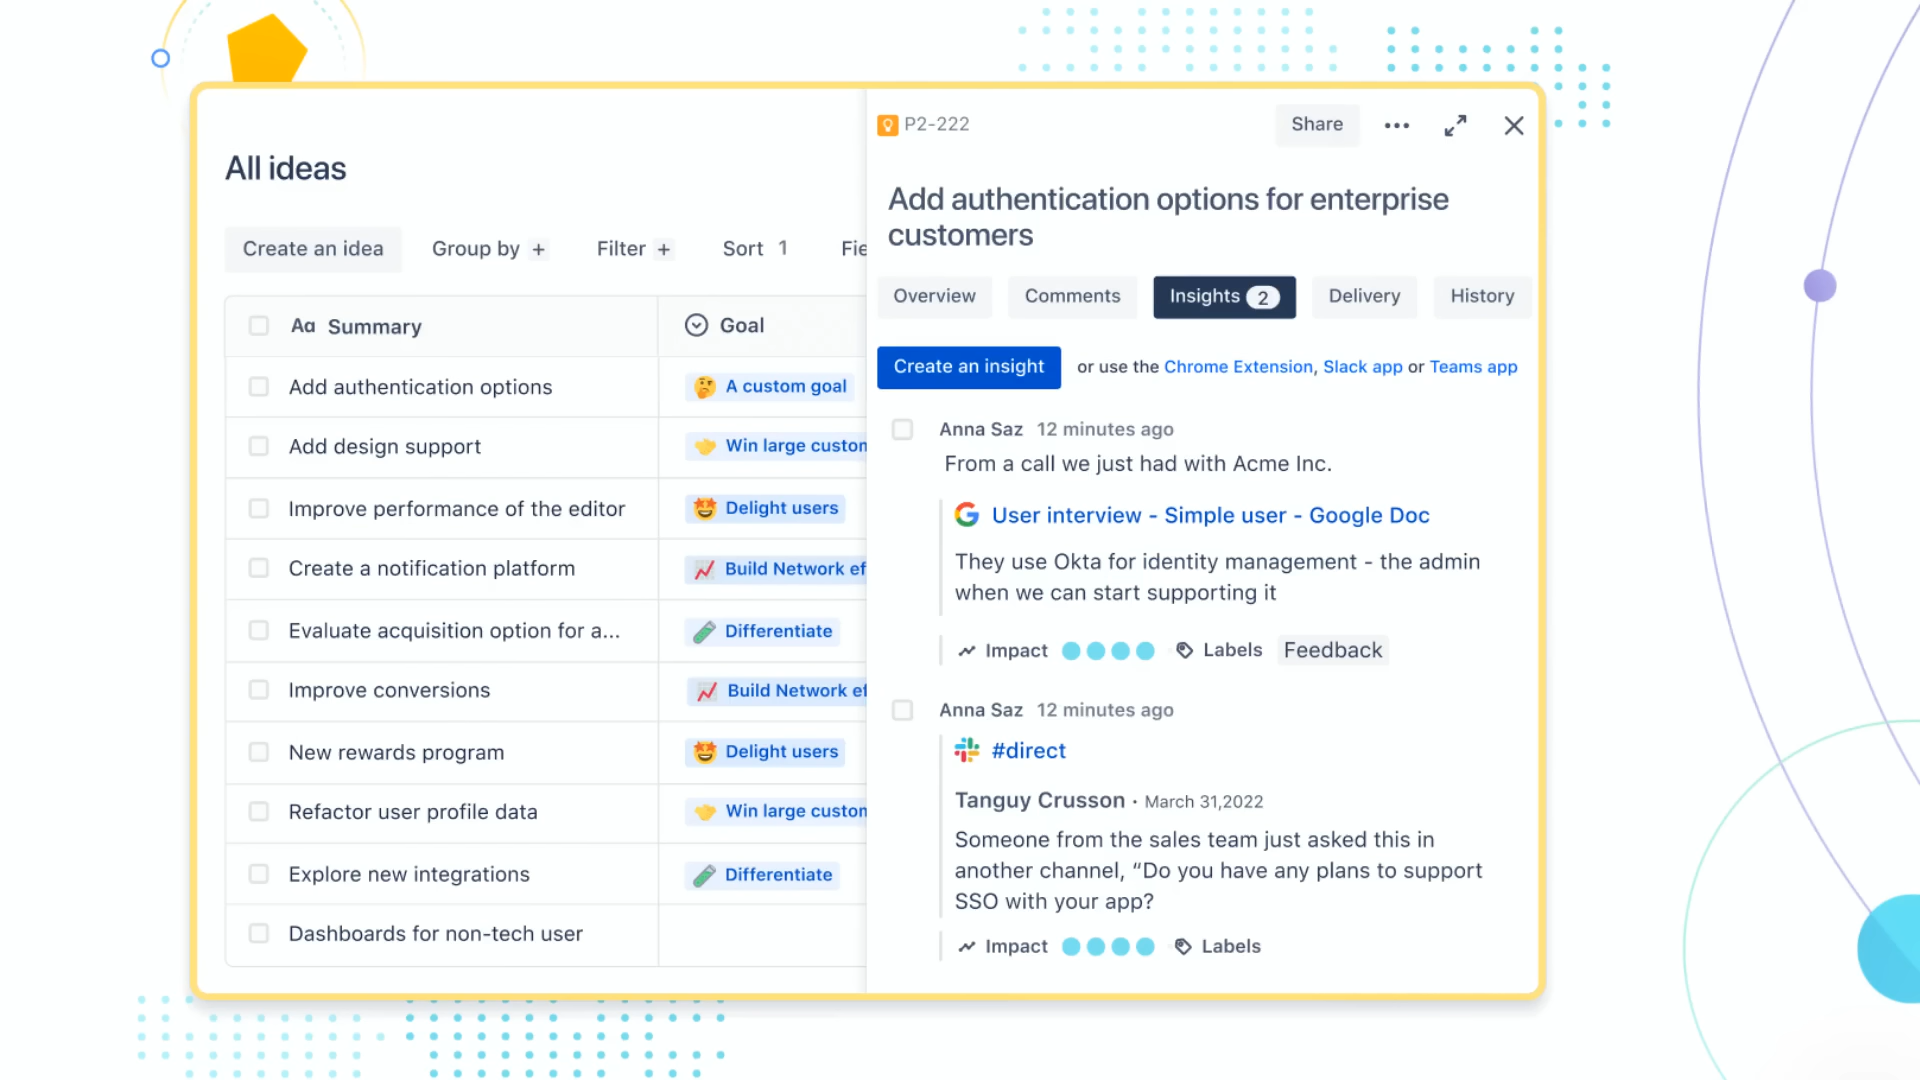 All ideas
Create an idea Group by + Filter + Sort 1 Fie
Aa Summary Goal
Add authentication options A custom goal
Add design support Win large custom
Improve performance of the editor Delight users
Create a notification platform Build Network ef
Evaluate acquisition option for a... Differentiate
Improve conversions Build Network ef
New rewards program Delight users
Refactor user profile data Win large custom
Explore new integrations Differentiate
Dashboards for non-tech user
P2-222 Share
Add authentication options for enterprise
customers
Overview Comments Insights 2 Delivery History
Create an insight or use the Chrome Extension, Slack app or Teams app
Anna Saz 12 minutes ago
From a call we just had with Acme Inc.
User interview - Simple user - Google Doc
They use Okta for identity management - the admin
when we can start supporting it
Impact Labels Feedback
Anna Saz 12 minutes ago
#direct
Tanguy Crusson · March 31,2022
Someone from the sales team just asked this in
another channel, “Do you have any plans to support
SSO with your app?
Impact Labels